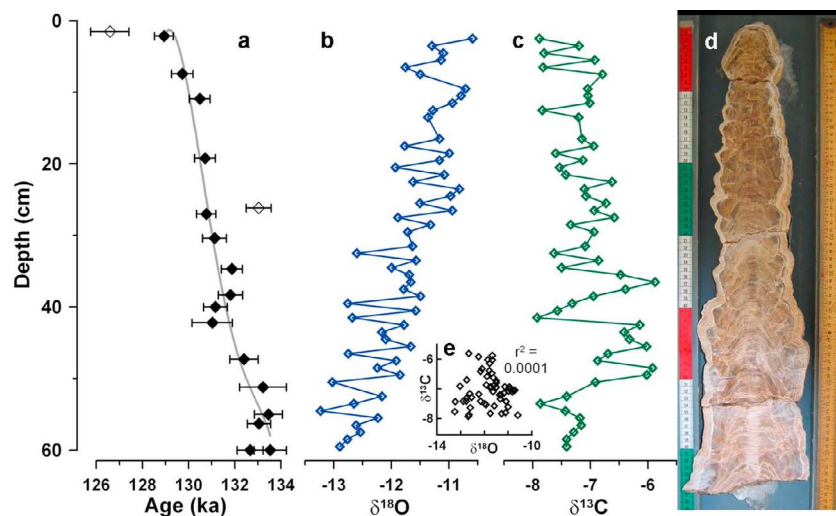 a
b
c
d
0
20
40
60
Depth (cm)
e
r² =
0.0001
-6
-8
δ¹³C
-14
-10
δ¹⁸O
126
128
130
132
134
-13
-12
-11
-8
-7
-6
Age (ka)
δ¹⁸O
δ¹³C